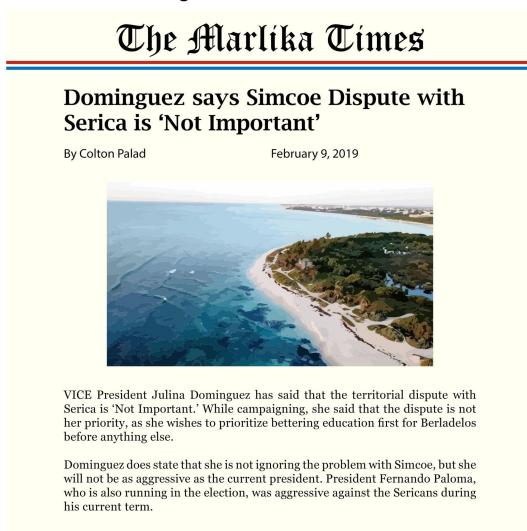 The Marlika Times
Dominguez says Simcoe Dispute with
Serica is ‘Not Important’
By Colton Palad February 9, 2019
VICE President Julina Dominguez has said that the territorial dispute with
Serica is ‘Not Important.’ While campaigning, she said that the dispute is not
her priority, as she wishes to prioritize bettering education first for Berladelos
before anything else.
Dominguez does state that she is not ignoring the problem with Simcoe, but she
will not be as aggressive as the current president. President Fernando Paloma,
who is also running in the election, was aggressive against the Sericans during
his current term.